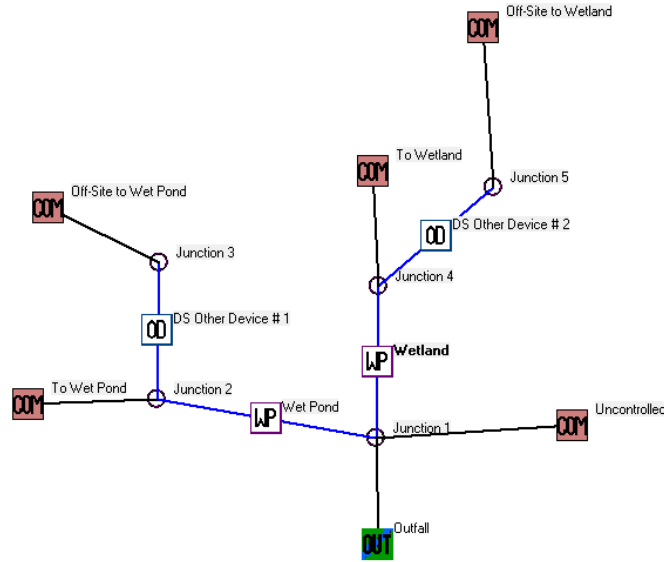 Off-Site to Wetland
COM
To Wetland
COM
Junction 5
Off-Site to Wet Pond
COM
DS Other Device # 2
OD
Junction 3
Junction 4
DS Other Device # 1
OD
Wetland
WP
To Wet Pond
COM
Junction 2
Wet Pond
WP
Junction 1
Uncontrolled
COM
Outfall
OUT